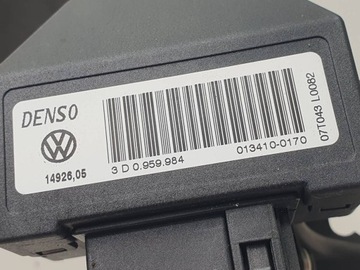 DENSO
14926,05
3 D 0.959.984
013410-0170
07T043 L0082